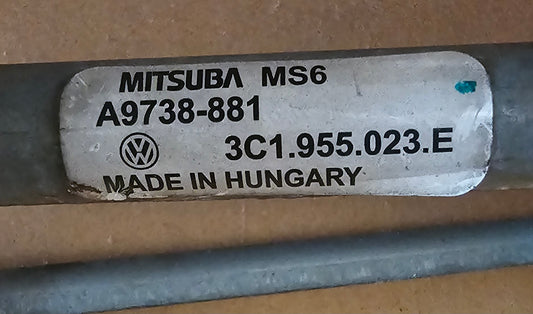 MITSUBA MS6
A9738-881
3C1.955.023.E
MADE IN HUNGARY